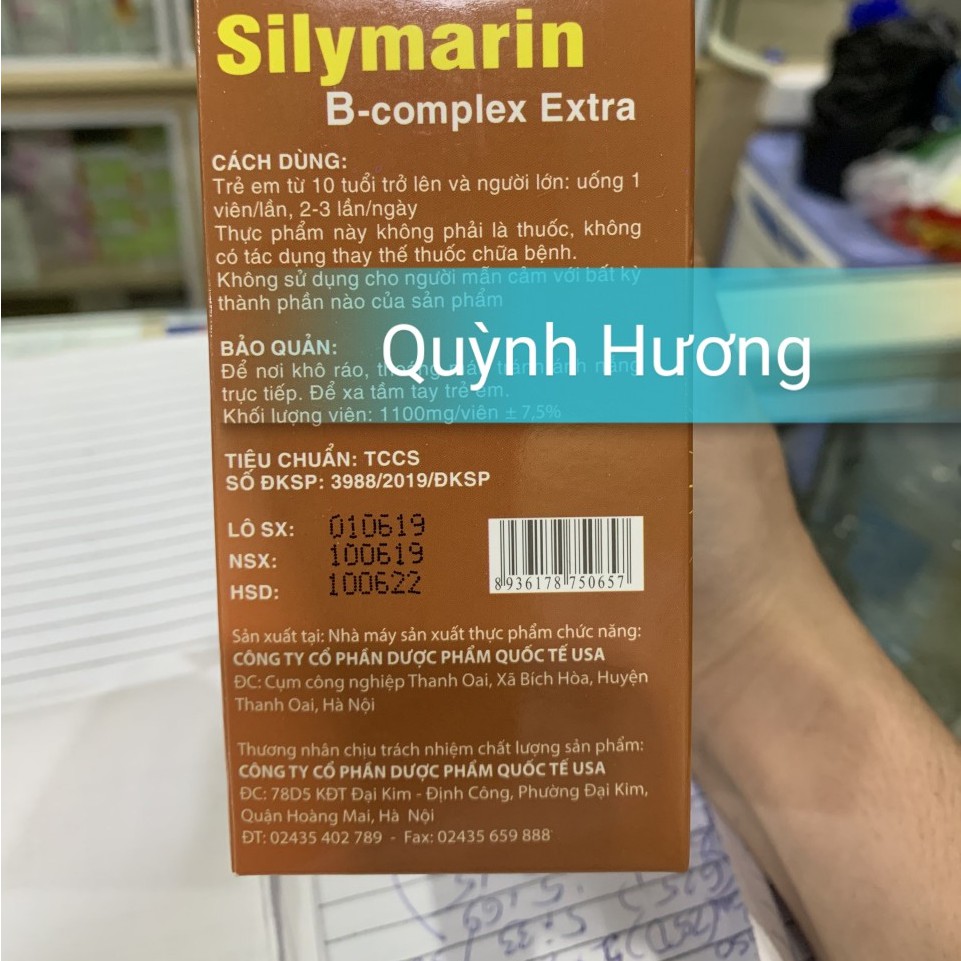 Silymarin
B-complex Extra
CÁCH DÙNG:
Trẻ em từ 10 tuổi trở lên và người lớn: uống 1
viên/lần, 2-3 lần/ngày
Thực phẩm này không phải là thuốc, không
có tác dụng thay thế thuốc chữa bệnh.
Không sử dụng cho người mẫn cảm với bất kỳ
thành phần nào của sản phẩm
Quỳnh Hương
BẢO QUẢN:
Để nơi khô ráo, thoáng mát, tránh ánh nắng
trực tiếp. Để xa tầm tay trẻ em.
Khối lượng viên: 1100mg/viên ± 7,5%
TIÊU CHUẨN: TCCS
SỐ ĐKSP: 3988/2019/ĐKSP
LÔ SX: 010619
NSX: 100619
HSD: 100622
8 936178 750657
Sản xuất tại: Nhà máy sản xuất thực phẩm chức năng:
CÔNG TY CỔ PHẦN DƯỢC PHẨM QUỐC TẾ USA
ĐC: Cụm công nghiệp Thanh Oai, Xã Bích Hòa, Huyện
Thanh Oai, Hà Nội
Thương nhân chịu trách nhiệm chất lượng sản phẩm:
CÔNG TY CỔ PHẦN DƯỢC PHẨM QUỐC TẾ USA
ĐC: 78D5 KĐT Đại Kim - Định Công, Phường Đại Kim,
Quận Hoàng Mai, Hà Nội
ĐT: 02435 402 789 - Fax: 02435 659 888